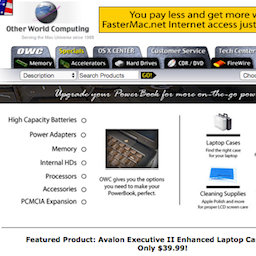 You pay less and get more w
FasterMac.net Internet access just
Other World Computing
Serving the Mac Universe since 1988
OWC
Specials
OS X CENTER
Customer Service
Tech Center
Memory
Accelerators
Hard Drives
CDR / DVD
FireWire
Description
Search Products
GO!
Upgrade your PowerBook for more on-the-go pow
High Capacity Batteries
Power Adapters
Memory
Internal HDs
Processors
Accessories
PCMCIA Expansion
OWC gives you the options
you need to make your
PowerBook, perfect.
Laptop Cases
Find the right case
for your laptop
Cleaning Supplies
Apple Polish and more
for proper LCD screen care
Featured Product: Avalon Executive II Enhanced Laptop Ca
Only $39.99!